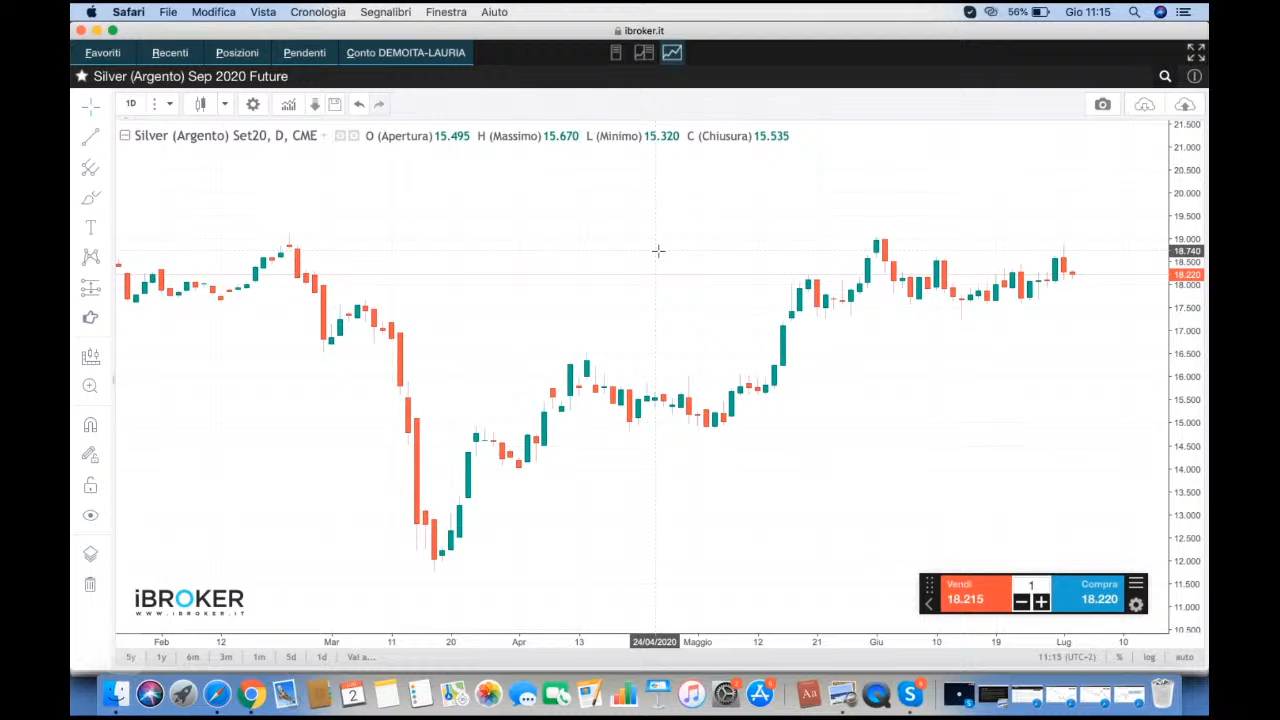 Safari File Modifica Vista Cronologia Segnalibri Finestra Aiuto 56% Gio 11:15
ibroker.it
Favoriti Recenti Posizioni Pendenti Conto DEMOITA-LAURIA
Silver (Argento) Sep 2020 Future
1D
Silver (Argento) Set20, D, CME O (Apertura) 15.495 H (Massimo) 15.670 L (Minimo) 15.320 C (Chiusura) 15.535
21.500
21.000
20.500
20.000
19.500
19.000
18.740
18.500
18.220
18.000
17.500
17.000
16.500
16.000
15.500
15.000
14.500
14.000
13.500
13.000
12.500
12.000
11.500
11.000
10.500
Vendi 1 Compra
18.215 18.220
iBROKER
WWW.IBROKER.IT
Feb 12 Mar 11 20 Apr 13 24/04/2020 Maggio 12 21 Giu 10 19 Lug 10
5y 1y 6m 3m 1m 5d 1d Val a... 11:15 (UTC-2) % log auto